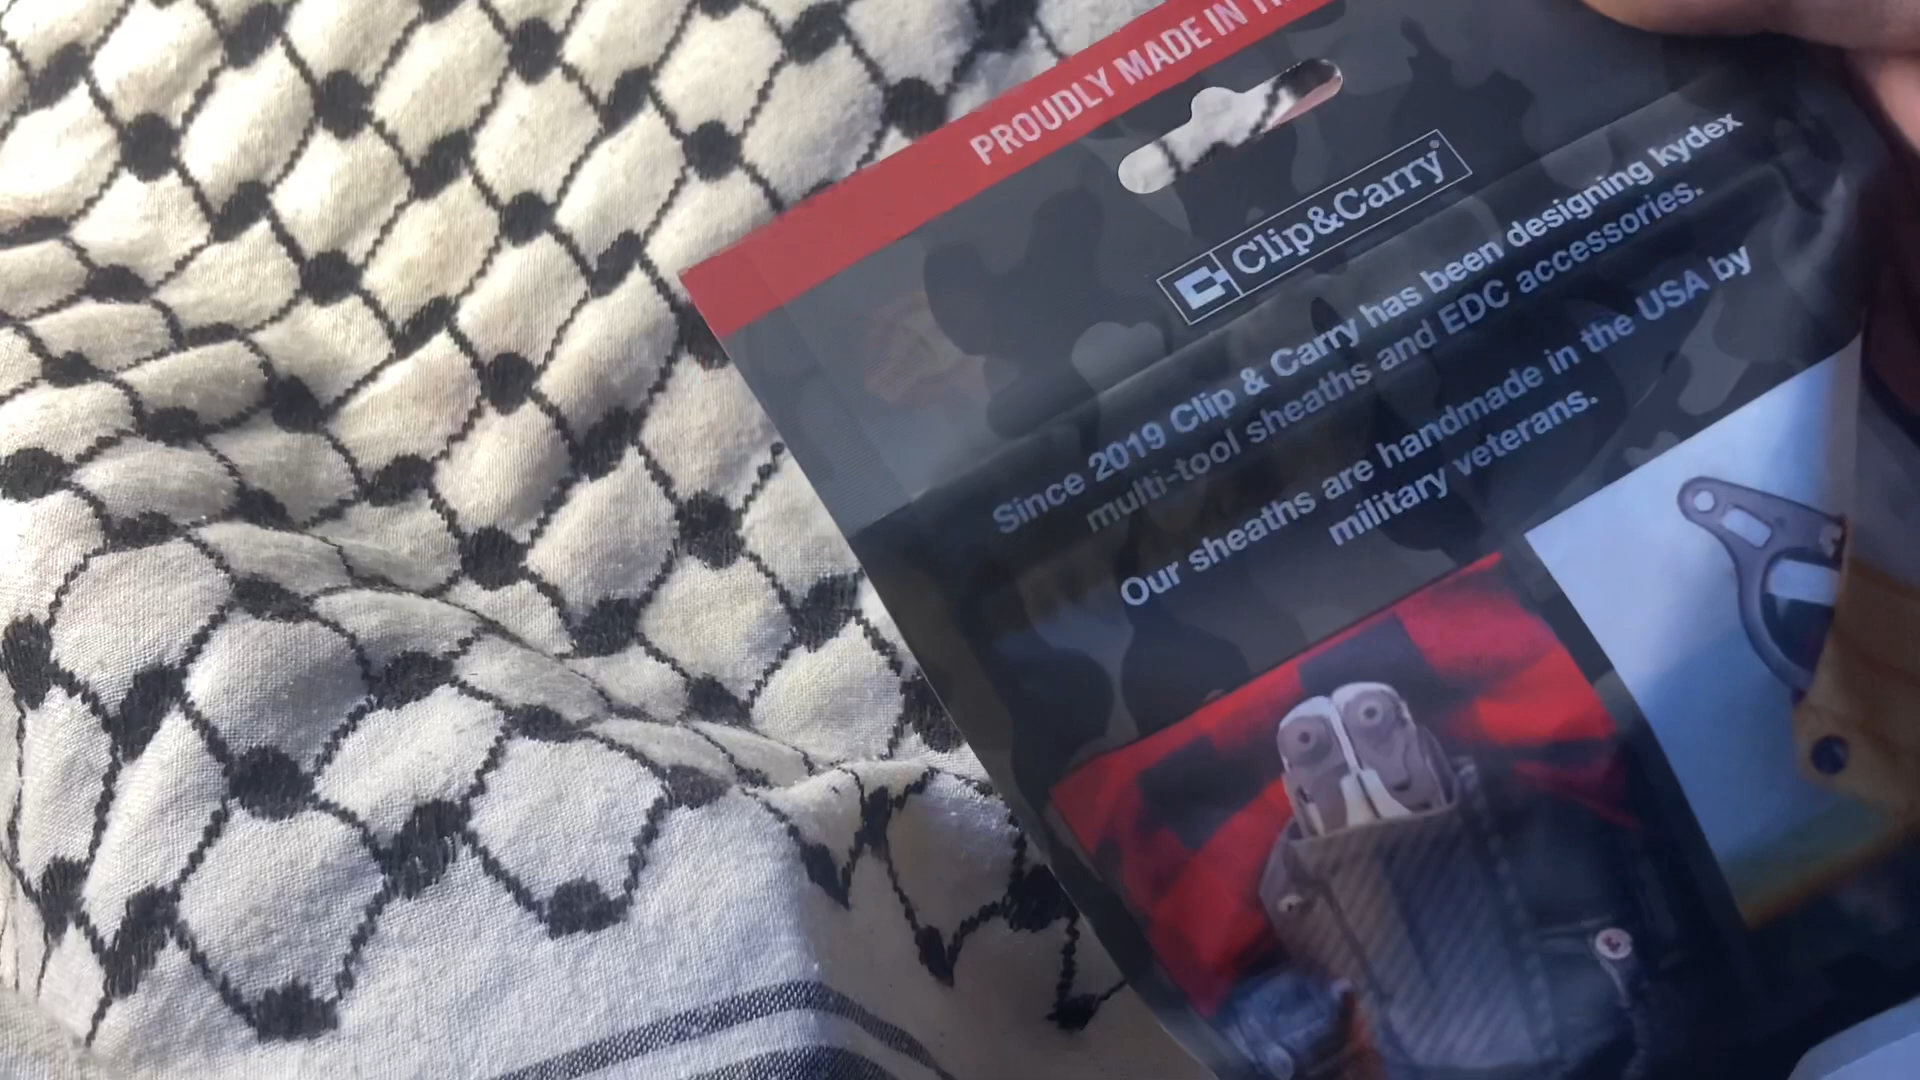 PROUDLY MADE IN
Clip&Carry®
Since 2019 Clip & Carry has been designing kydex
multi-tool sheaths and EDC accessories.
Our sheaths are handmade in the USA by
military veterans.